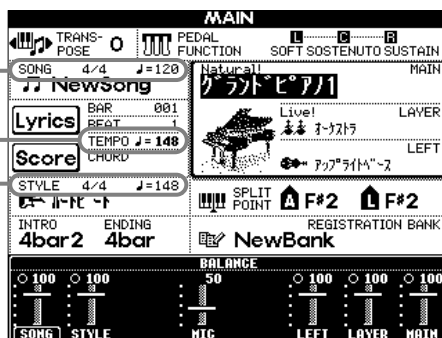 MAIN
TRANS-POSE 0
PEDAL FUNCTION
L C R
SOFT SOSTENUTO SUSTAIN
SONG 4/4 ♩=120
NewSong
Lyrics
BAR 001
BEAT 1
TEMPO ♩= 148
Score
CHORD
STYLE 4/4 ♩=148
Natural! MAIN
グランドピアノ1
Live! LAYER
オーケストラ
LEFT
アップライトベース
SPLIT POINT A F#2 L F#2
INTRO ENDING
4bar2 4bar
REGISTRATION BANK
NewBank
BALANCE
100 100 50 100 100 100
SONG STYLE MIC LEFT LAYER MAIN